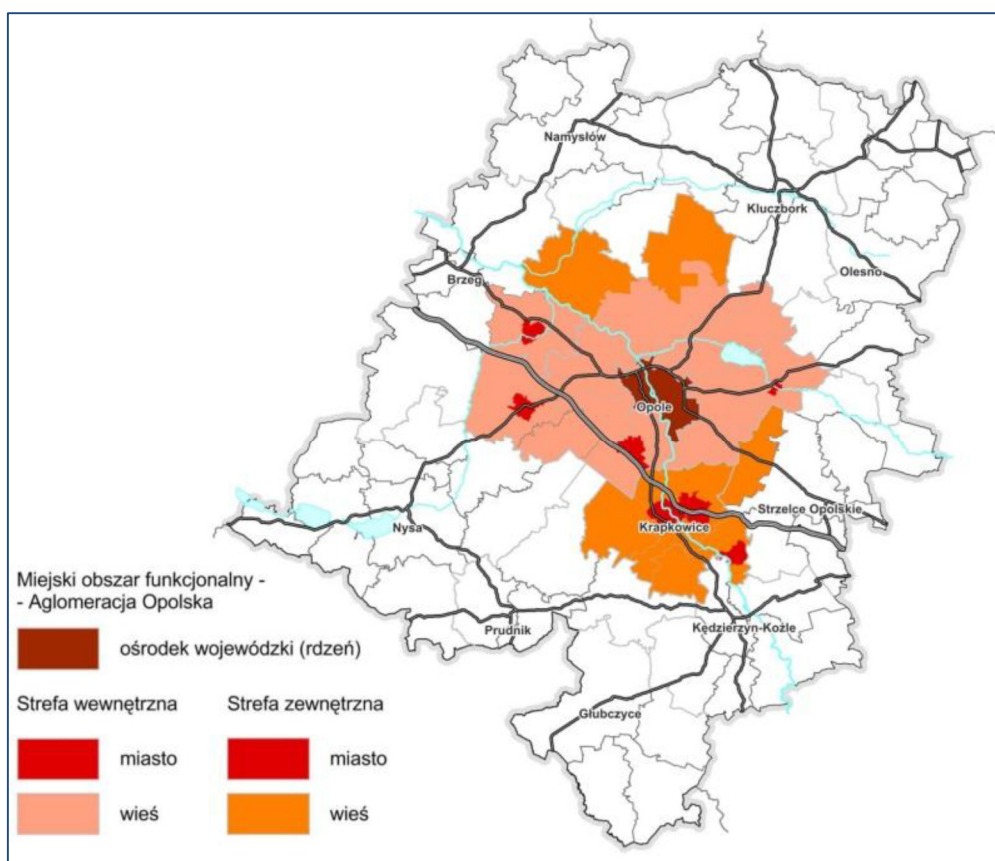 Namysłów
Kluczbork
Olesno
Brzeg
Opole
Strzelce Opolskie
Krapkowice
Nysa
Kędzierzyn-Koźle
Prudnik
Głubczyce
Miejski obszar funkcjonalny -
- Aglomeracja Opolska
ośrodek wojewódzki (rdzeń)
Strefa wewnętrzna
Strefa zewnętrzna
miasto
miasto
wieś
wieś